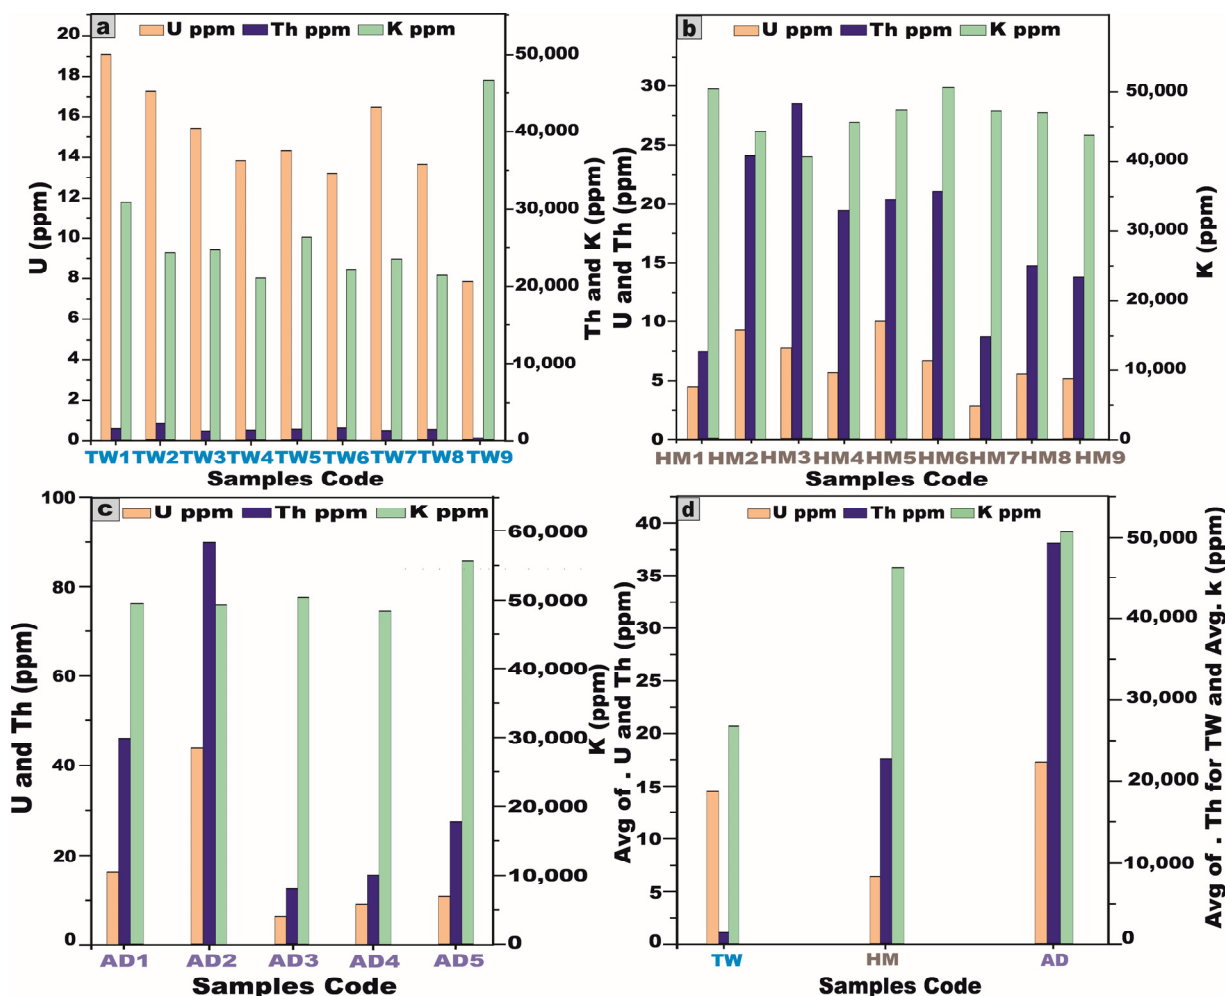 a
U ppm Th ppm K ppm
20
18
16
14
12
10
8
6
4
2
0
U (ppm)
50,000
40,000
30,000
20,000
10,000
0
Th and K (ppm)
TW1 TW2 TW3 TW4 TW5 TW6 TW7 TW8 TW9
Samples Code
b
U ppm Th ppm K ppm
30
25
20
15
10
5
0
U and Th (ppm)
50,000
40,000
30,000
20,000
10,000
0
K (ppm)
HM1 HM2 HM3 HM4 HM5 HM6 HM7 HM8 HM9
Samples Code
c
U ppm Th ppm K ppm
100
80
60
40
20
0
U and Th (ppm)
60,000
50,000
40,000
30,000
20,000
10,000
0
K (ppm)
AD1 AD2 AD3 AD4 AD5
Samples Code
d
U ppm Th ppm K ppm
40
35
30
25
20
15
10
5
0
Avg of . U and Th (ppm)
50,000
40,000
30,000
20,000
10,000
0
Avg of . Th for TW and Avg. k (ppm)
TW HM AD
Samples Code